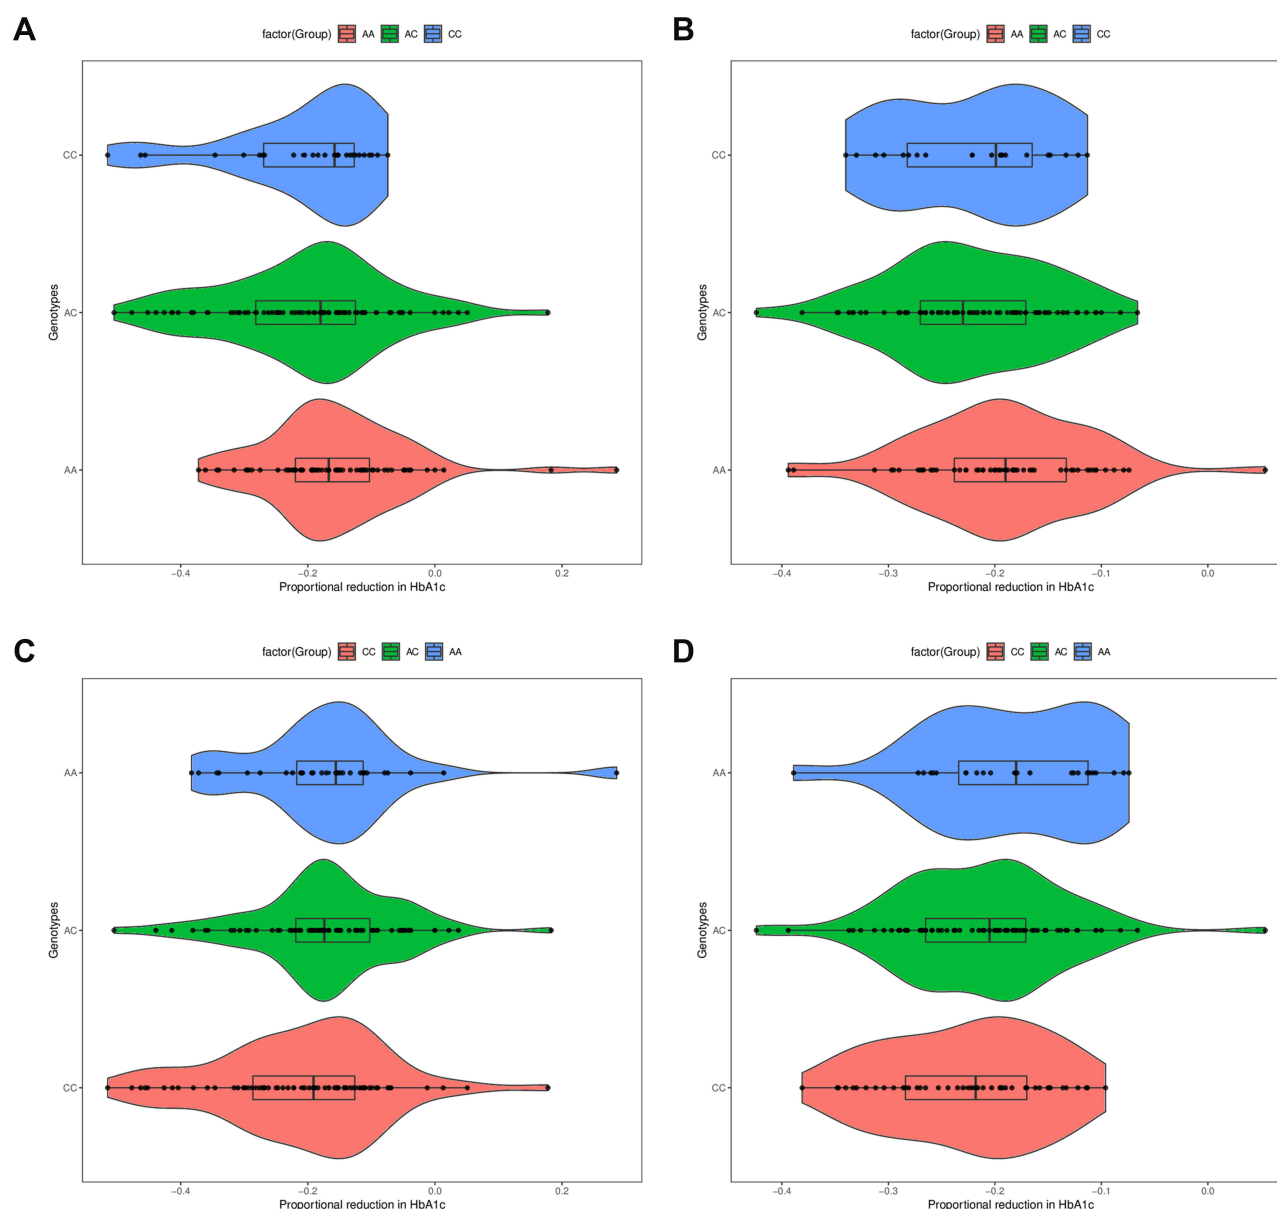 A
factor(Group) AA AC CC
CC
AC
AA
Genotypes
−0.4 −0.2 0.0 0.2
Proportional reduction in HbA1c
B
factor(Group) AA AC CC
CC
AC
AA
Genotypes
−0.4 −0.3 −0.2 −0.1 0.0
Proportional reduction in HbA1c
C
factor(Group) CC AC AA
AA
AC
CC
Genotypes
−0.4 −0.2 0.0 0.2
Proportional reduction in HbA1c
D
factor(Group) CC AC AA
AA
AC
CC
Genotypes
−0.4 −0.3 −0.2 −0.1 0.0
Proportional reduction in HbA1c